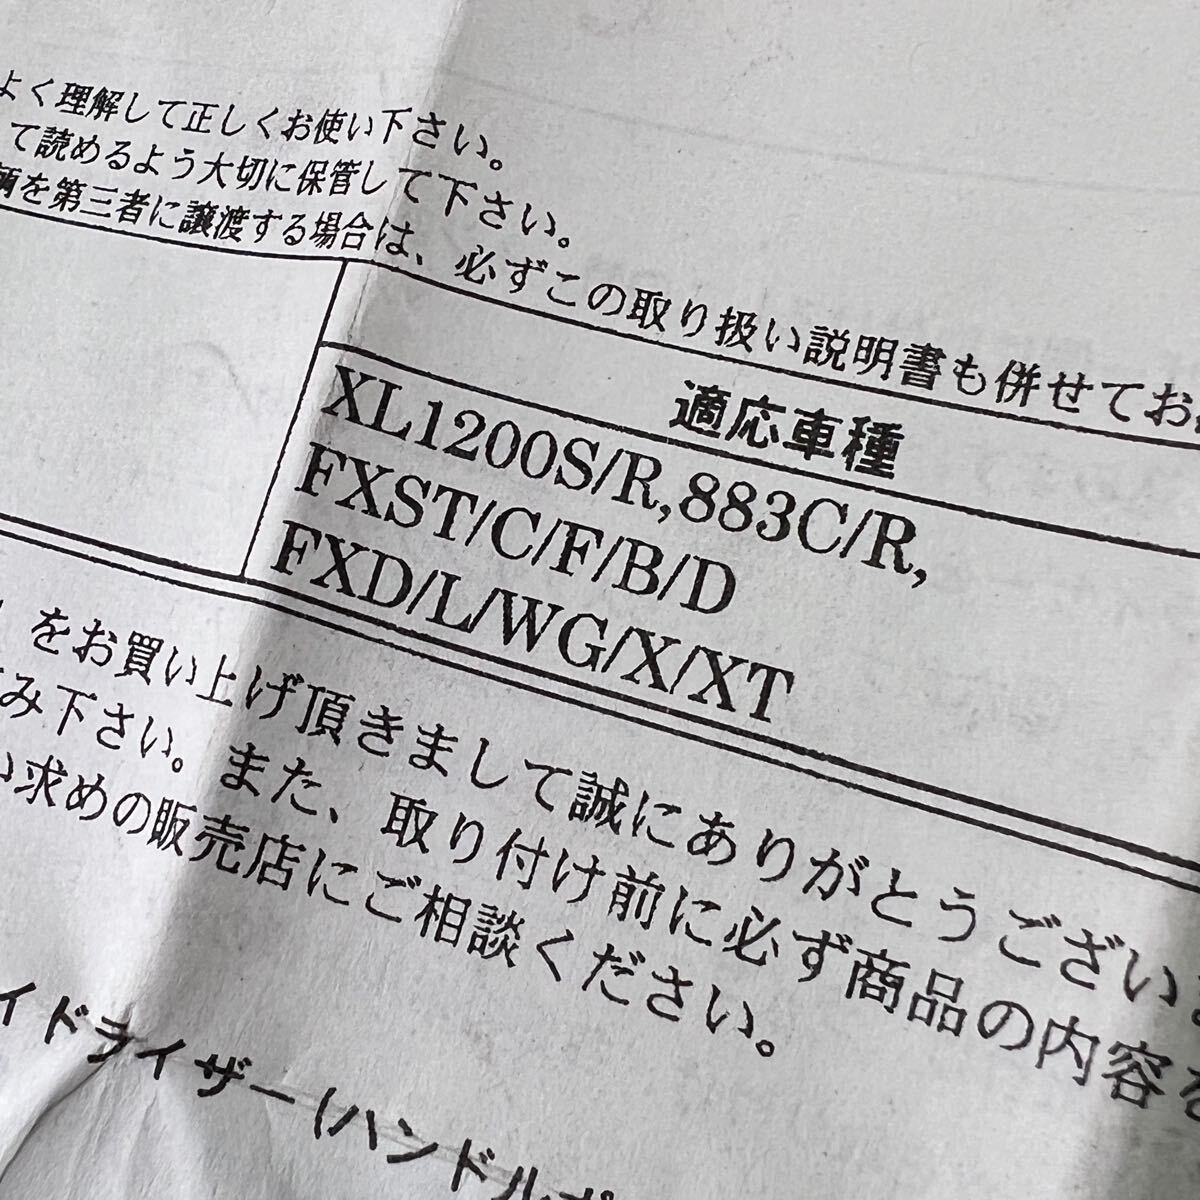 よく理解して正しくお使い下さい。
て読めるよう大切に保管して下さい。
を第三者に譲渡する場合は、必ずこの取り扱い説明書も併せてお
適応車種
XL1200S/R,883C/R,
FXST/C/F/B/D
FXD/L/WG/X/XT
をお買い上げ頂きまして誠にありがとうござい
み下さい。また、取り付け前に必ず商品の内容を
求めの販売店にご相談ください。
イドライザー(ハンドルポ